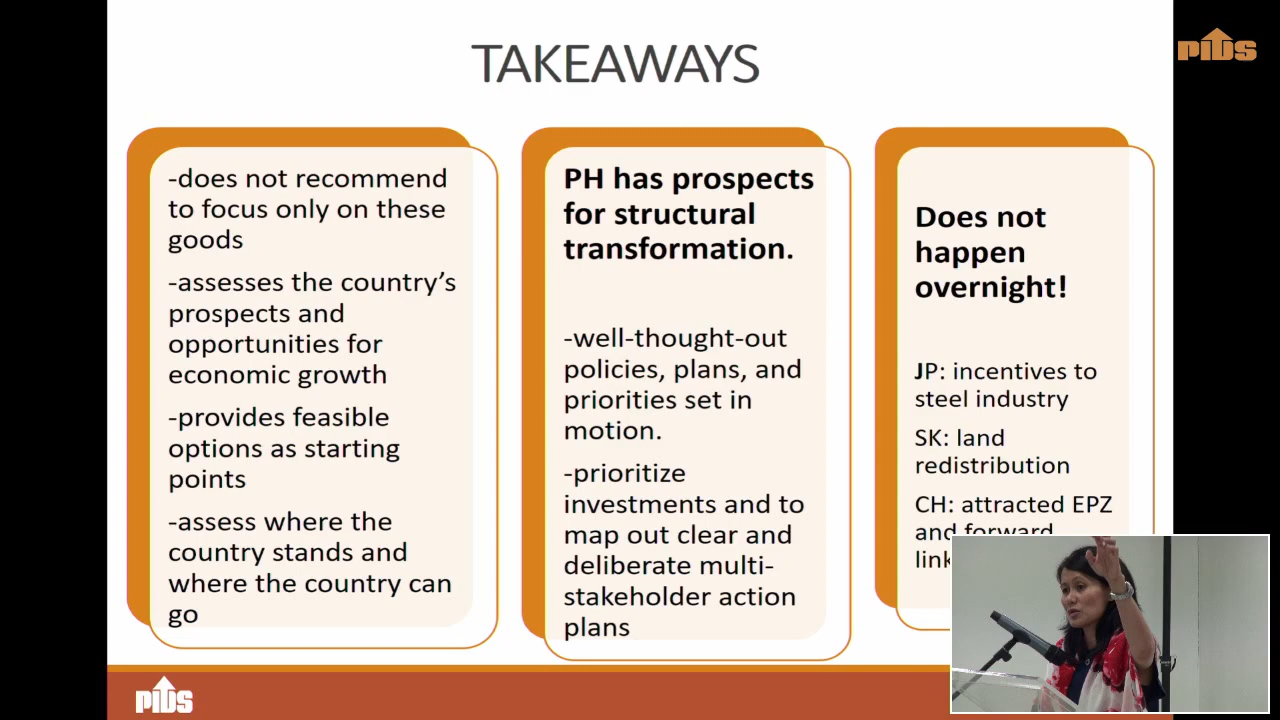 TAKEAWAYS
pids
-does not recommend
to focus only on these
goods
-assesses the country's
prospects and
opportunities for
economic growth
-provides feasible
options as starting
points
-assess where the
country stands and
where the country can
go
PH has prospects
for structural
transformation.
-well-thought-out
policies, plans, and
priorities set in
motion.
-prioritize
investments and to
map out clear and
deliberate multi-
stakeholder action
plans
Does not
happen
overnight!
JP: incentives to
steel industry
SK: land
redistribution
CH: attracted EPZ
and forward
pids